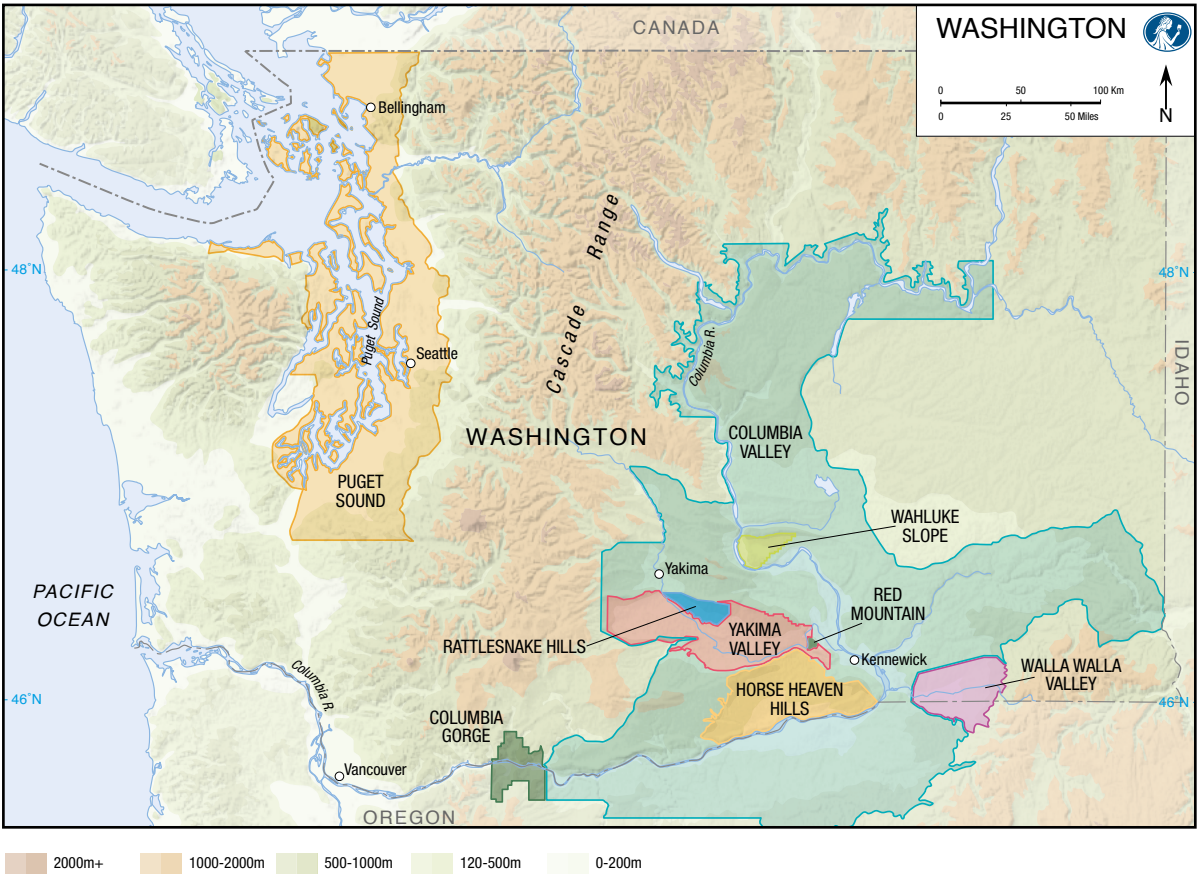 CANADA
WASHINGTON
0 50 100 Km
0 25 50 Miles
N
Bellingham
48°N
48°N
Cascade Range
Puget Sound
Seattle
Columbia R.
IDAHO
WASHINGTON
COLUMBIA
VALLEY
PUGET
SOUND
WAHLUKE
SLOPE
Yakima
PACIFIC
OCEAN
RED
MOUNTAIN
RATTLESNAKE HILLS
YAKIMA
VALLEY
Kennewick
WALLA WALLA
VALLEY
Columbia R.
46°N
46°N
HORSE HEAVEN
HILLS
COLUMBIA
GORGE
Vancouver
OREGON
2000m+
1000-2000m
500-1000m
120-500m
0-200m